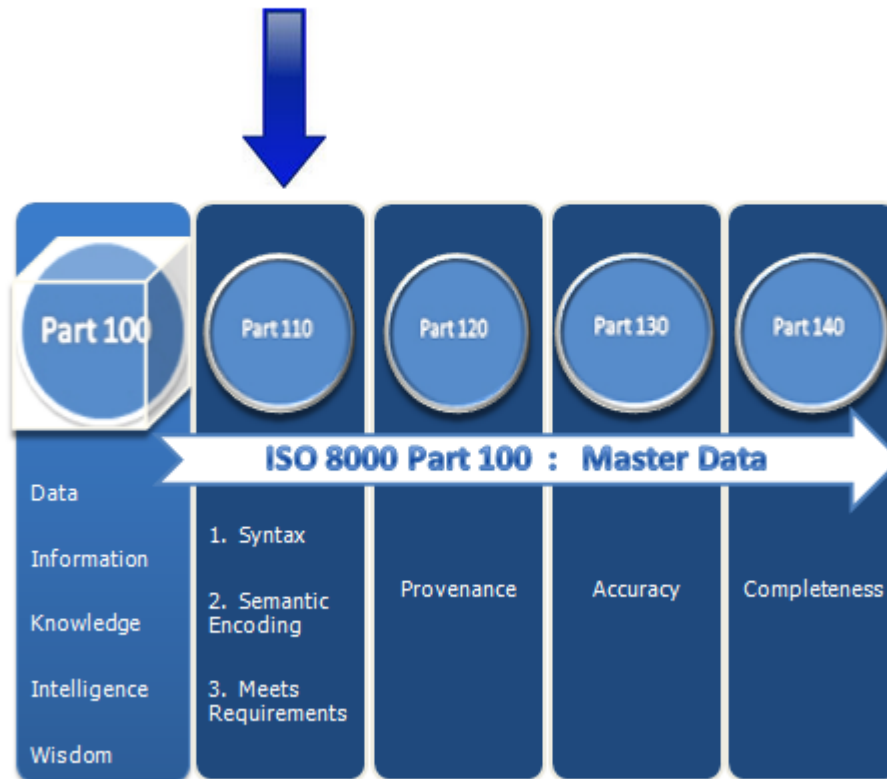 Part 100
Part 110
Part 120
Part 130
Part 140
ISO 8000 Part 100 : Master Data
Data
Information
Knowledge
Intelligence
Wisdom
1. Syntax
2. Semantic
Encoding
3. Meets
Requirements
Provenance
Accuracy
Completeness